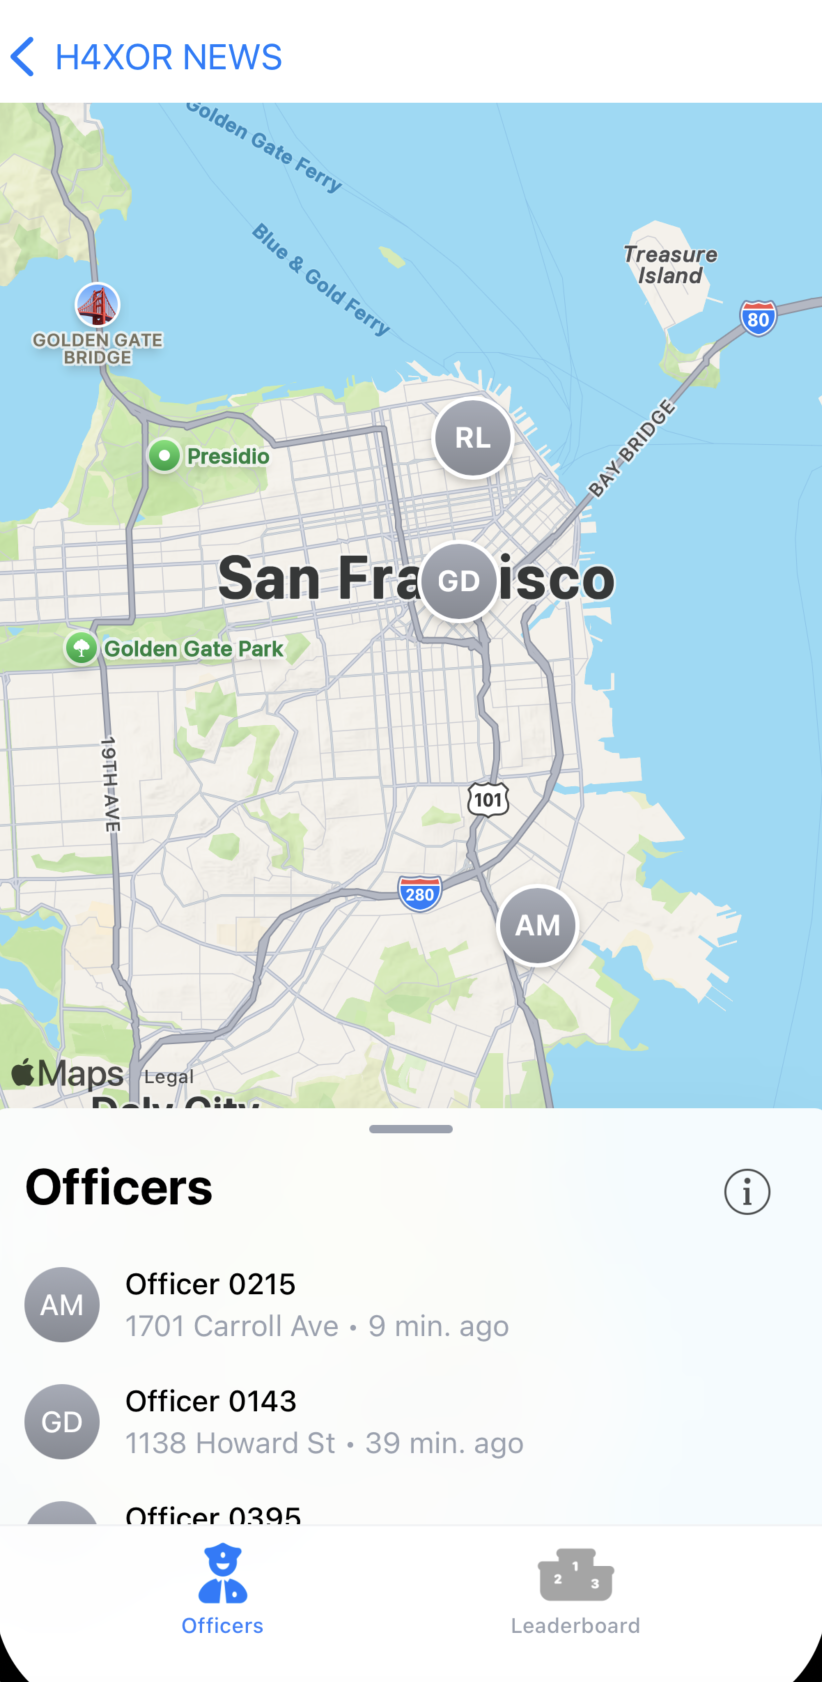 H4XOR NEWS
Golden Gate Ferry
Blue & Gold Ferry
Treasure
Island
80
GOLDEN GATE
BRIDGE
BAY BRIDGE
RL
Presidio
San Fra
GD
isco
Golden Gate Park
19TH AVE
101
280
AM
Maps
Legal
Daly City
Officers
AM
Officer 0215
1701 Carroll Ave • 9 min. ago
GD
Officer 0143
1138 Howard St • 39 min. ago
Officer 0395
1
2
3
Officers
Leaderboard